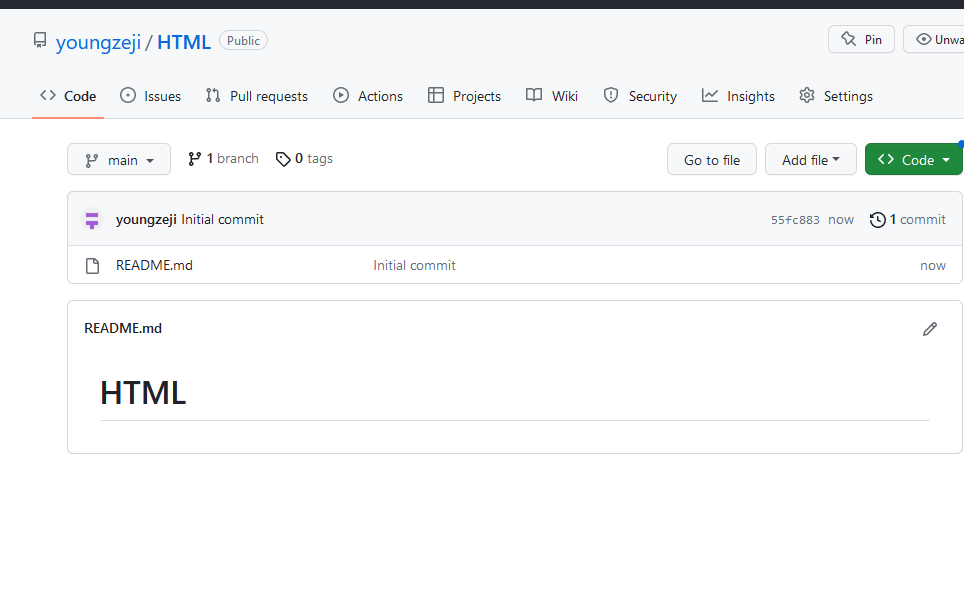 youngzeji / HTML Public Pin
Code Issues Pull requests Actions Projects Wiki Security Insights Settings
main 1 branch 0 tags Go to file Add file Code
youngzeji Initial commit 55fc883 now 1 commit
README.md Initial commit now
README.md
HTML